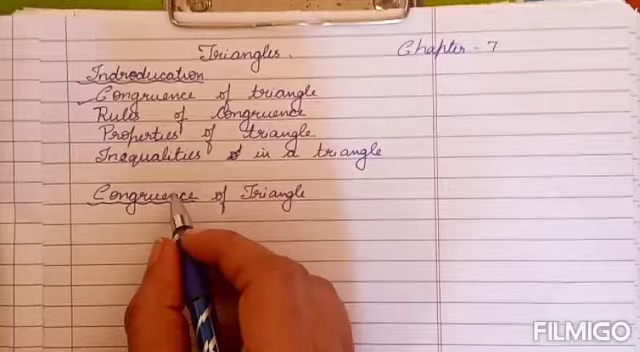 Triangles. Chapter - 7
Indroducation
Congruence of triangle
Rules of Congruence
Properties of triangle
Inequalities in a triangle
Congruence of Triangle
FILMIGO